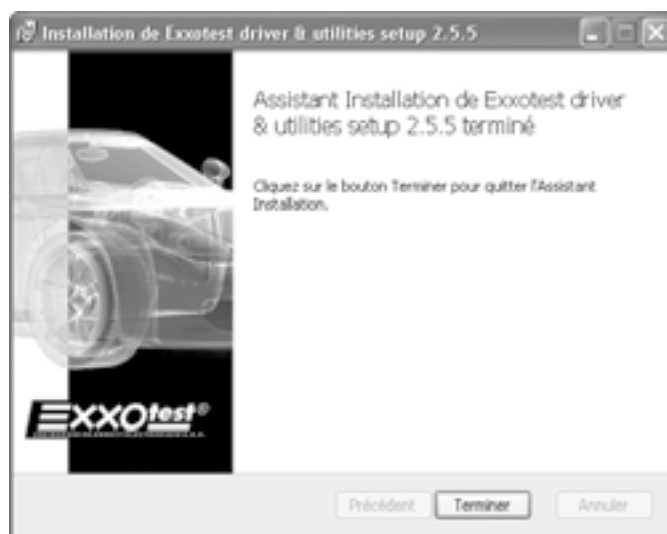 Installation de Exxotest driver & utilities setup 2.5.5
Assistant Installation de Exxotest driver
& utilities setup 2.5.5 terminé
Cliquez sur le bouton Terminer pour quitter l'Assistant
Installation.
EXXOtest®
Précédent
Terminer
Annuler